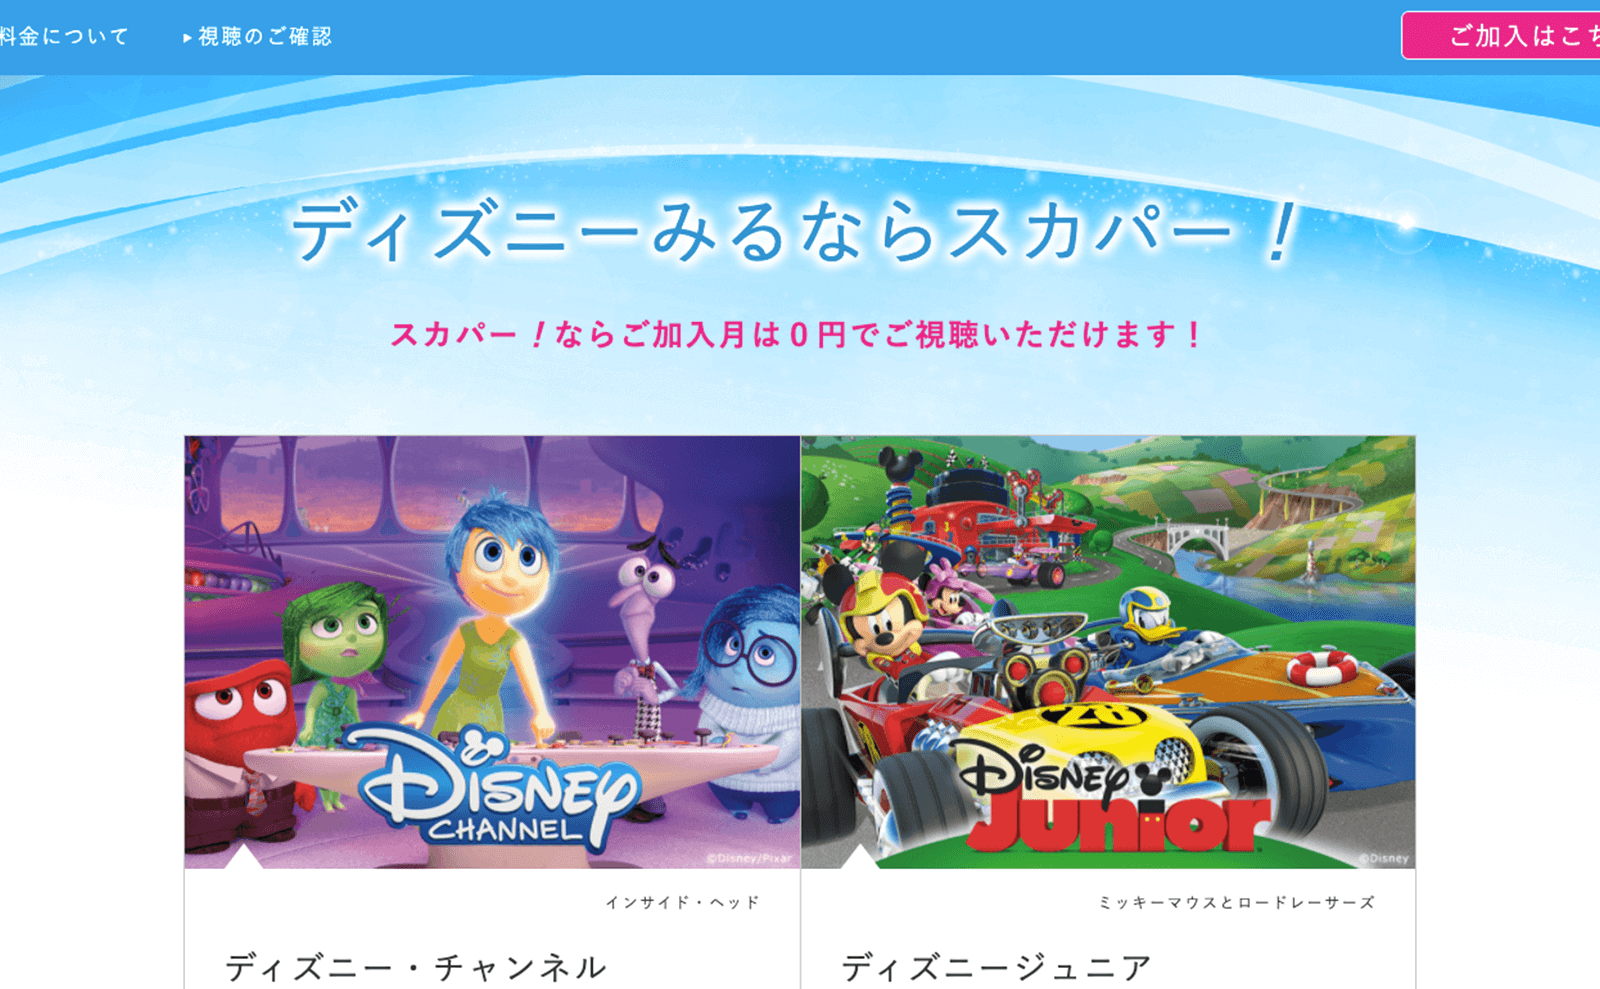 料金について
▸視聴のご確認
ご加入はこち
ディズニーみるならスカパー！
スカパー！ならご加入月は０円でご視聴いただけます！
DISNEY
CHANNEL
©Disney/Pixar
28
DISNEY
Junior
©Disney
インサイド・ヘッド
ミッキーマウスとロードレーサーズ
ディズニー・チャンネル
ディズニージュニア